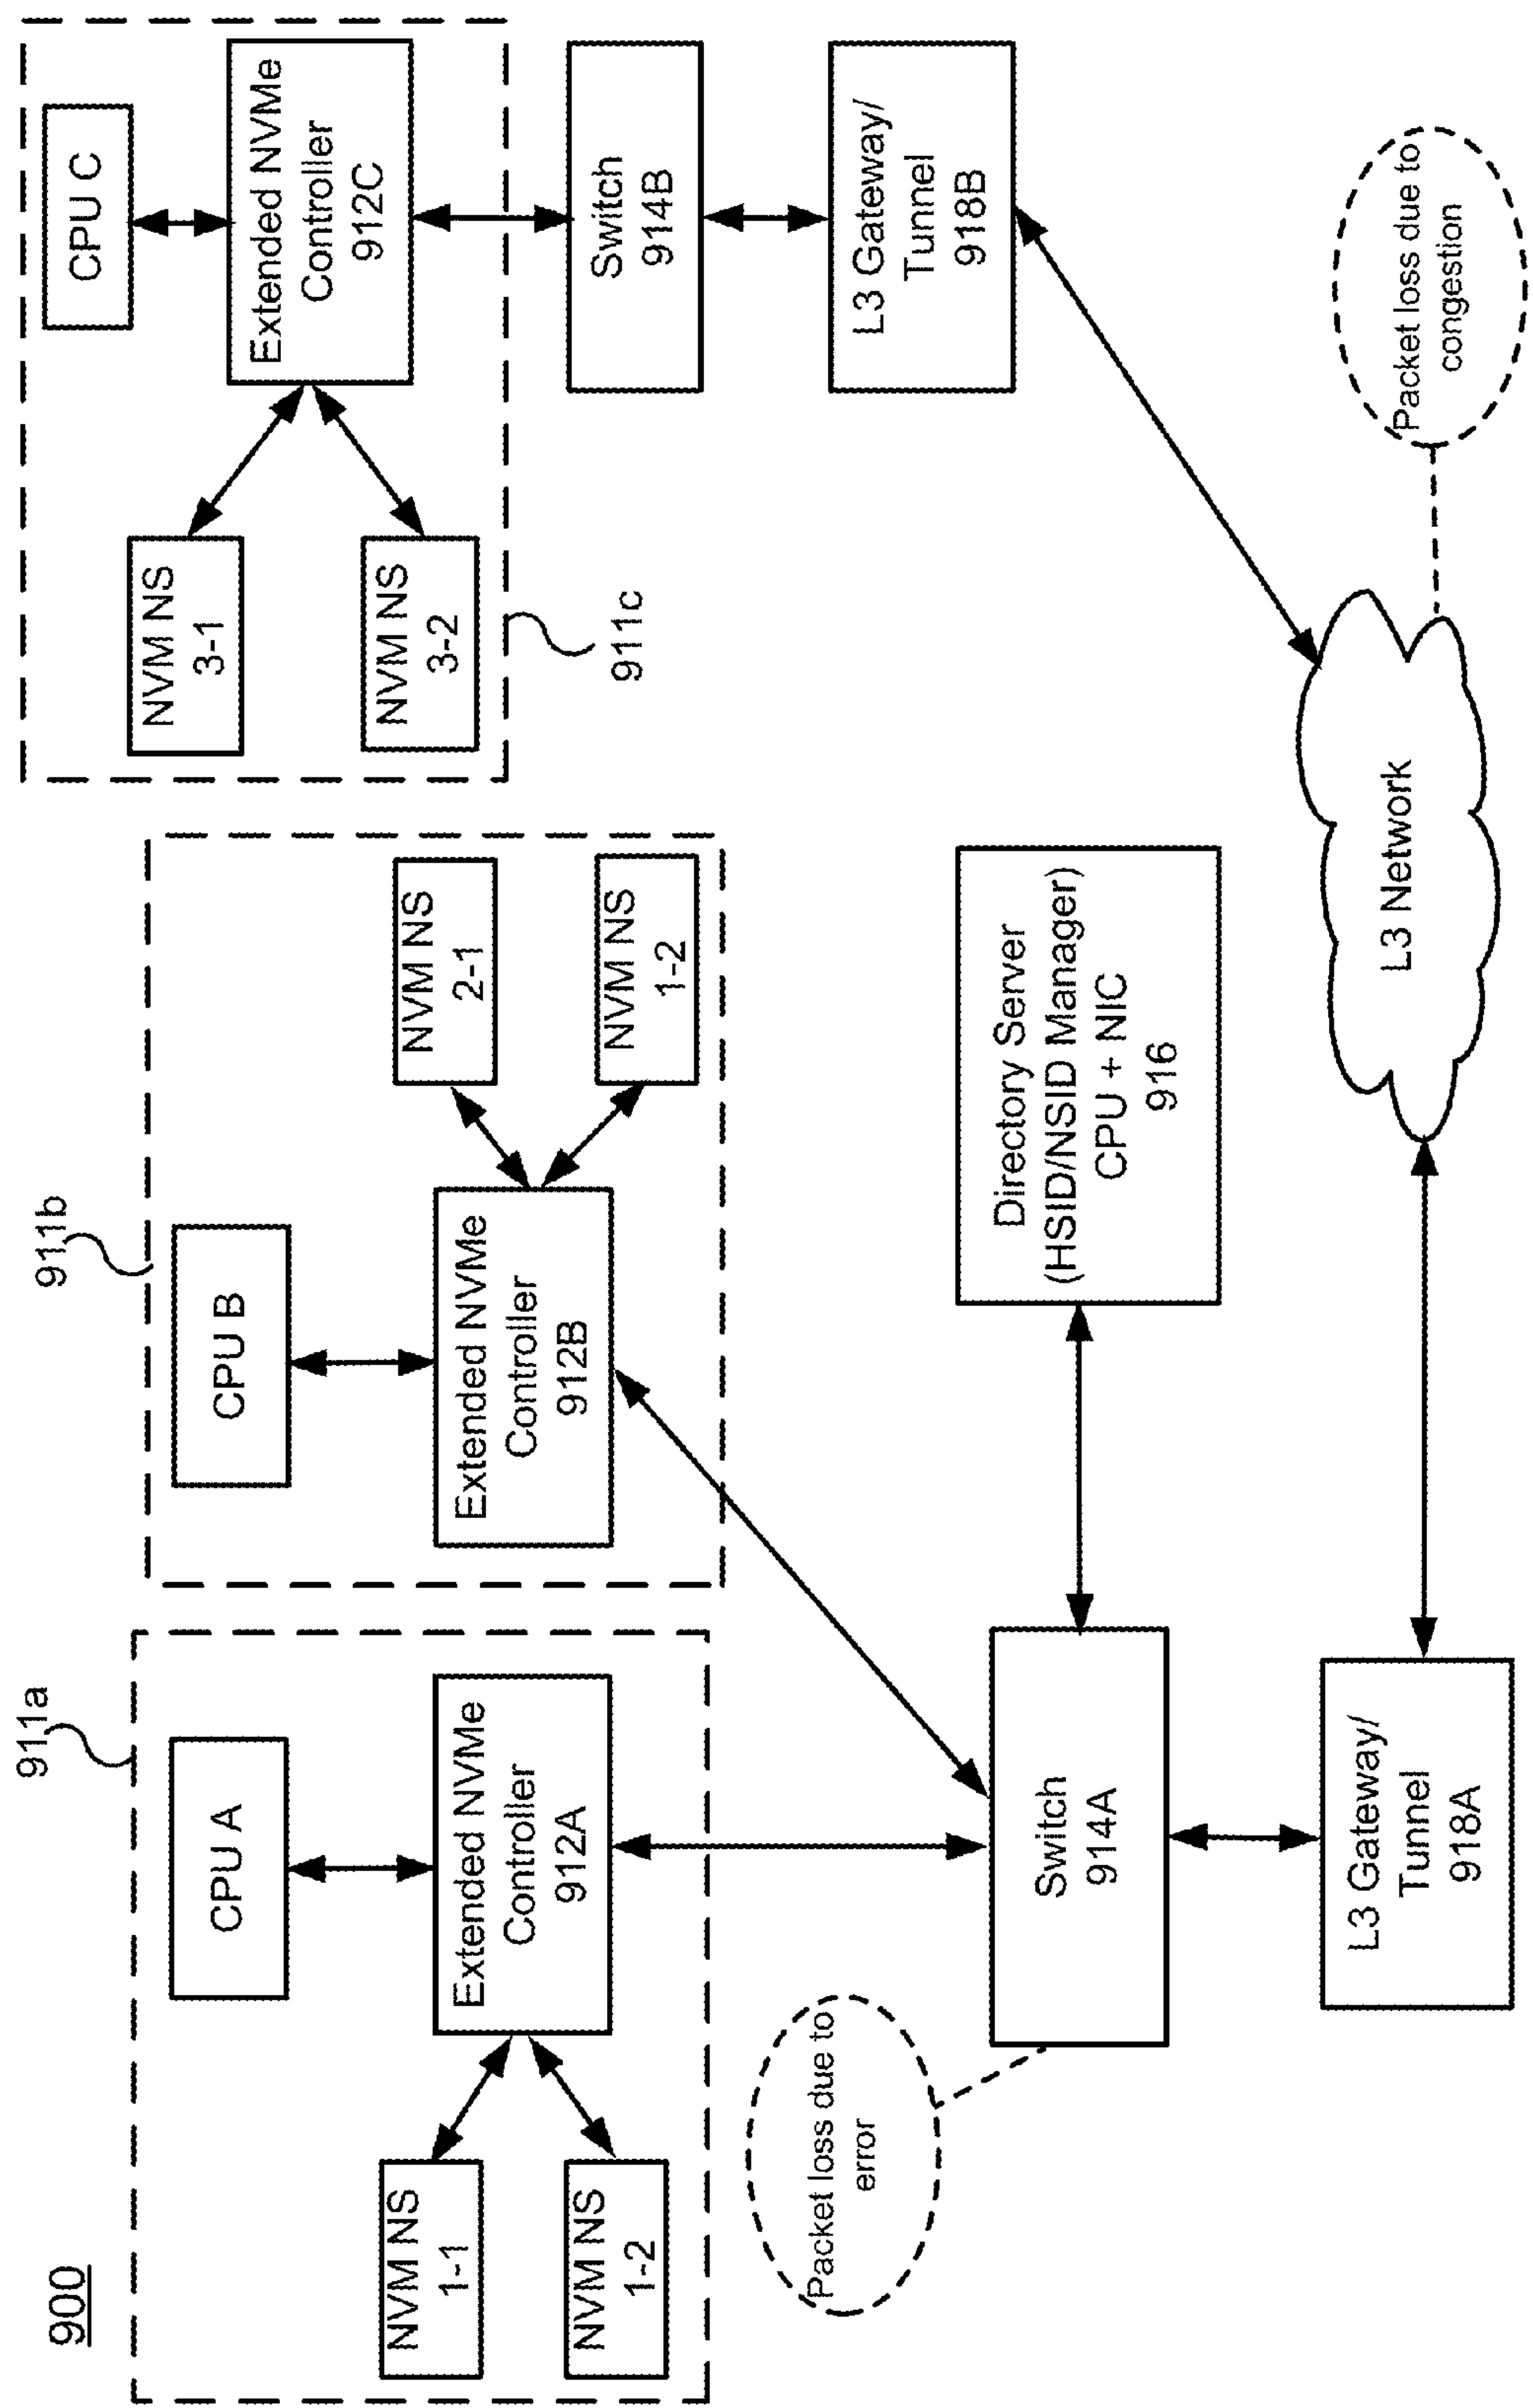 900
911a
CPU A
Extended NVMe
Controller
912A
NVM NS
1-1
NVM NS
1-2
911b
CPU B
Extended NVMe
Controller
912B
NVM NS
2-1
NVM NS
1-2
CPU C
Extended NVMe
Controller
912C
NVM NS
3-1
NVM NS
3-2
911c
Switch
914B
L3 Gateway/
Tunnel
918B
Packet loss due to
error
Switch
914A
Directory Server
(HSID/NSID Manager)
CPU + NIC
916
L3 Gateway/
Tunnel
918A
L3 Network
Packet loss due to
congestion